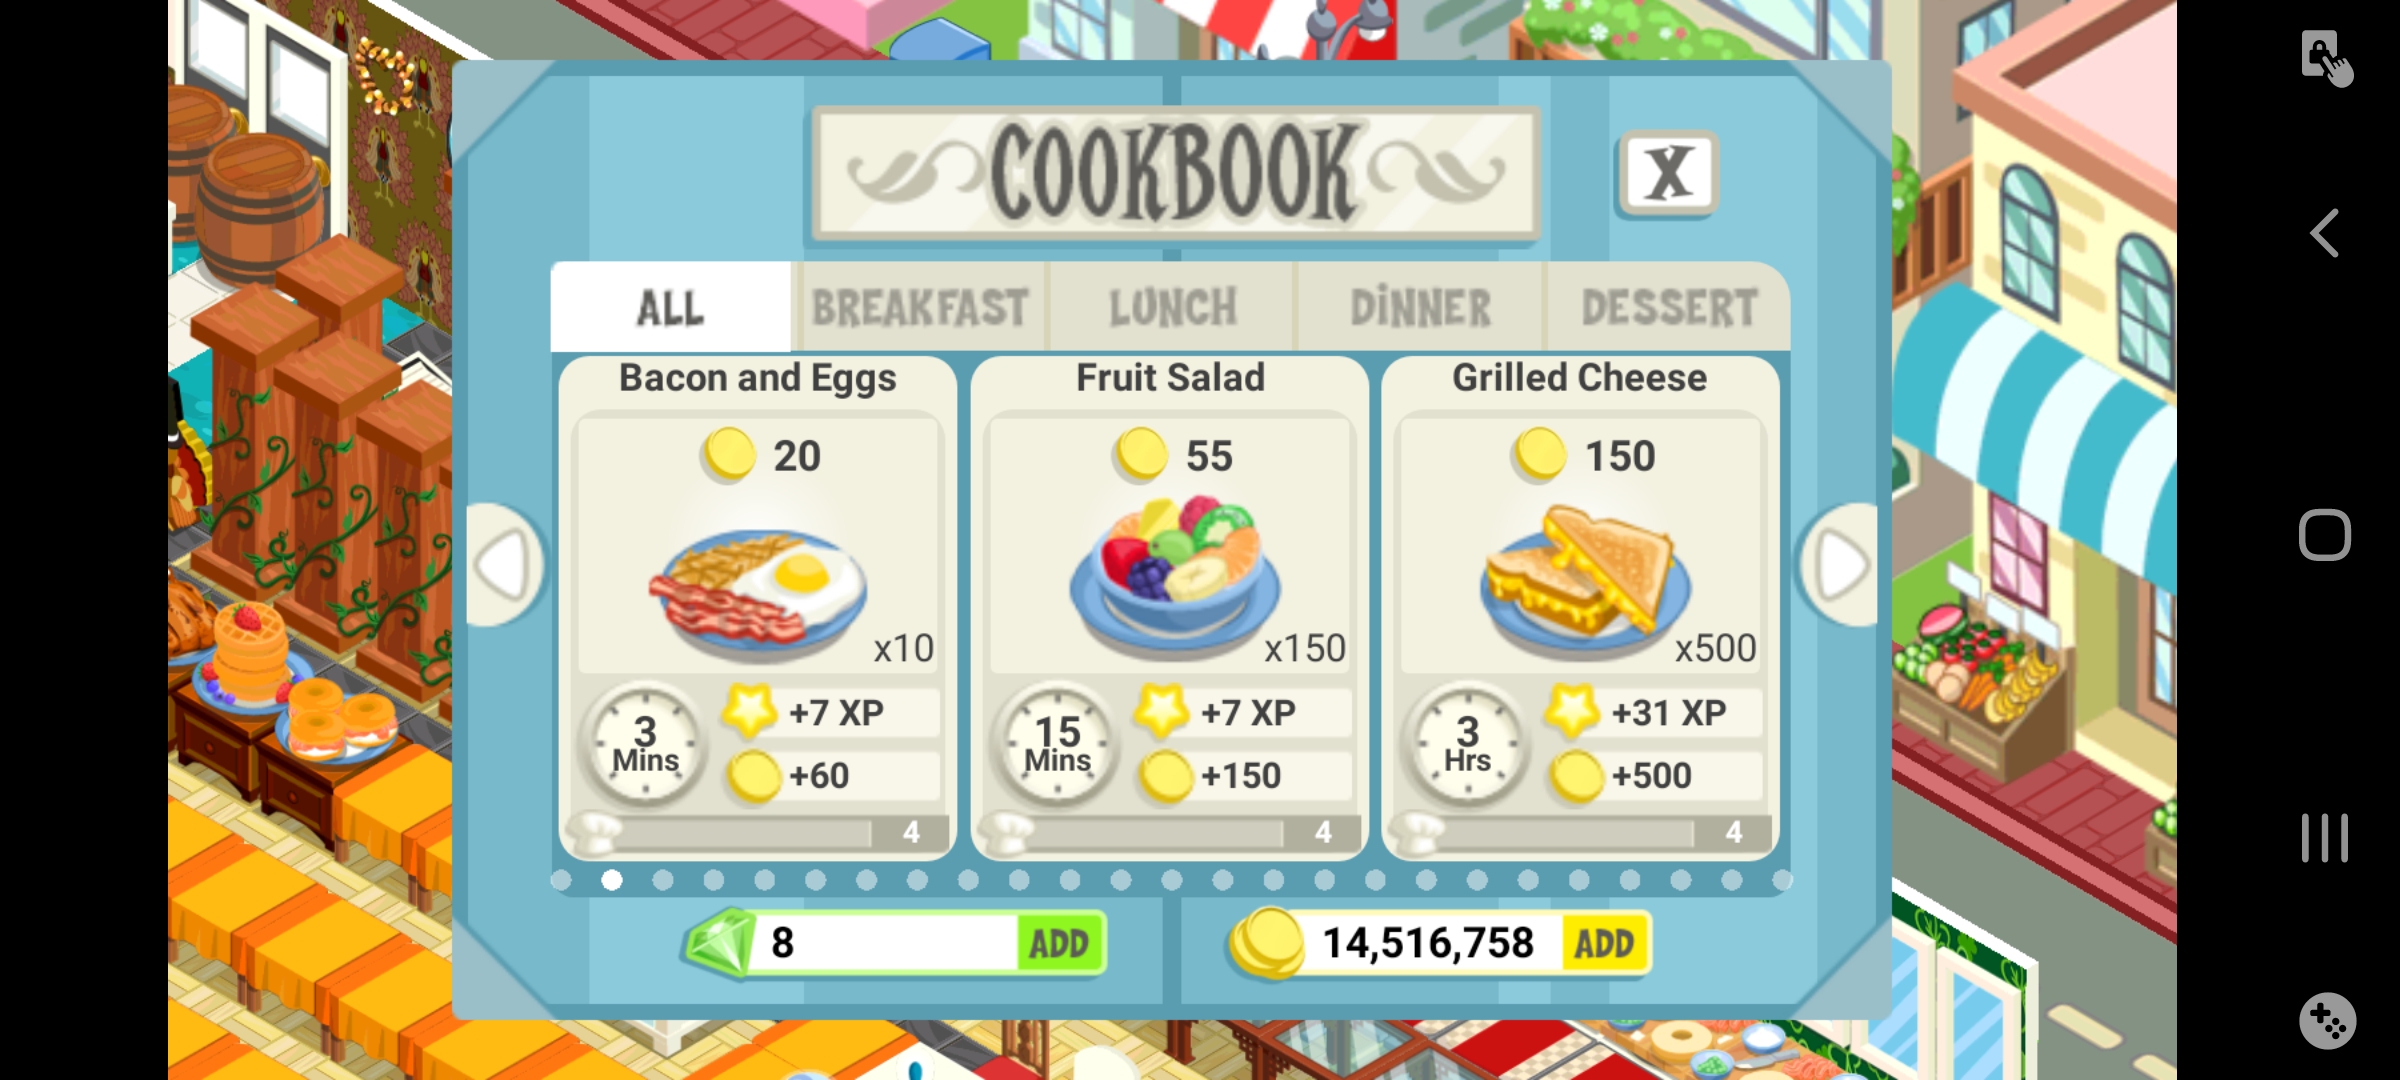 COOKBOOK
X
ALL
BREAKFAST
LUNCH
DINNER
DESSERT
Bacon and Eggs
20
x10
3
Mins
+7 XP
+60
4
Fruit Salad
55
x150
15
Mins
+7 XP
+150
4
Grilled Cheese
150
x500
3
Hrs
+31 XP
+500
4
8
ADD
14,516,758
ADD